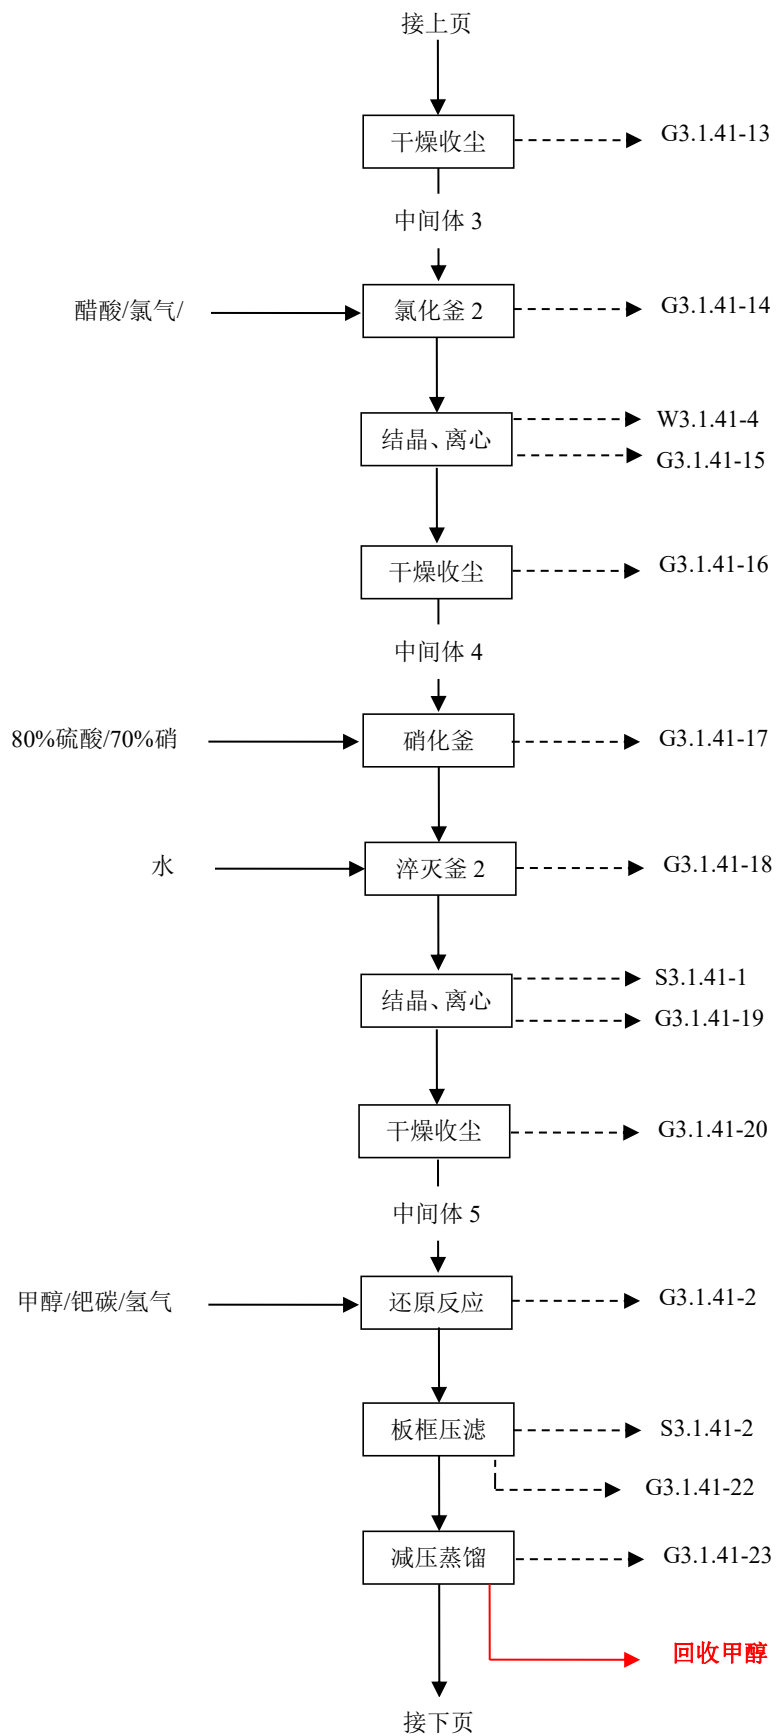 接上页
干燥收尘
G3.1.41-13
中间体 3
醋酸/氯气/
氯化釜 2
G3.1.41-14
结晶、离心
W3.1.41-4
G3.1.41-15
干燥收尘
G3.1.41-16
中间体 4
80%硫酸/70%硝
硝化釜
G3.1.41-17
水
淬灭釜 2
G3.1.41-18
结晶、离心
S3.1.41-1
G3.1.41-19
干燥收尘
G3.1.41-20
中间体 5
甲醇/钯碳/氢气
还原反应
G3.1.41-2
板框压滤
S3.1.41-2
G3.1.41-22
减压蒸馏
G3.1.41-23
回收甲醇
接下页